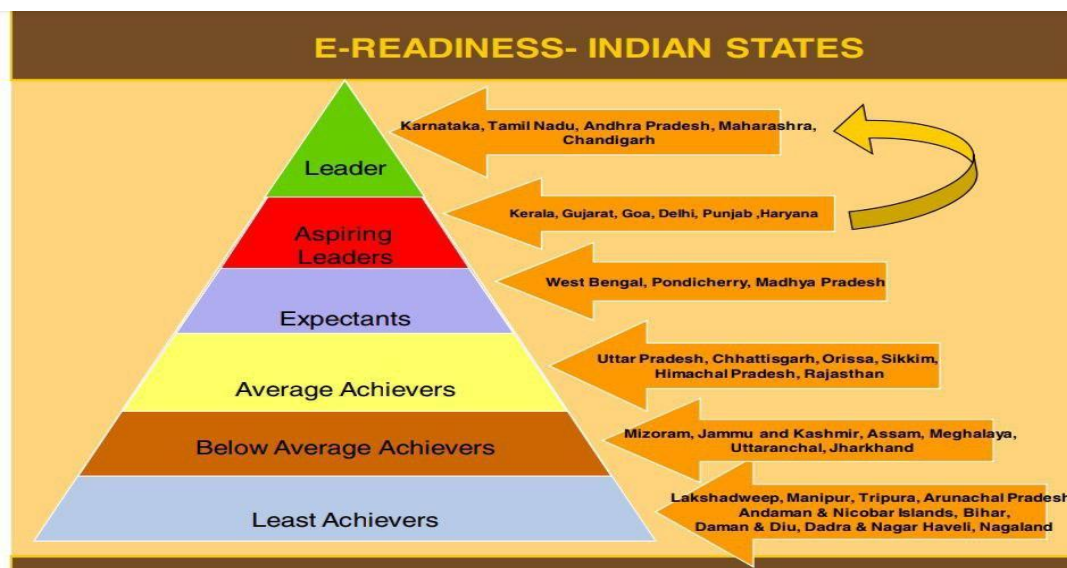 E-READINESS- INDIAN STATES
Leader
Karnataka, Tamil Nadu, Andhra Pradesh, Maharashra,
Chandigarh
Aspiring
Leaders
Kerala, Gujarat, Goa, Delhi, Punjab ,Haryana
Expectants
West Bengal, Pondicherry, Madhya Pradesh
Average Achievers
Uttar Pradesh, Chhattisgarh, Orissa, Sikkim,
Himachal Pradesh, Rajasthan
Below Average Achievers
Mizoram, Jammu and Kashmir, Assam, Meghalaya,
Uttaranchal, Jharkhand
Least Achievers
Lakshadweep, Manipur, Tripura, Arunachal Pradesh
Andaman & Nicobar Islands, Bihar,
Daman & Diu, Dadra & Nagar Haveli, Nagaland